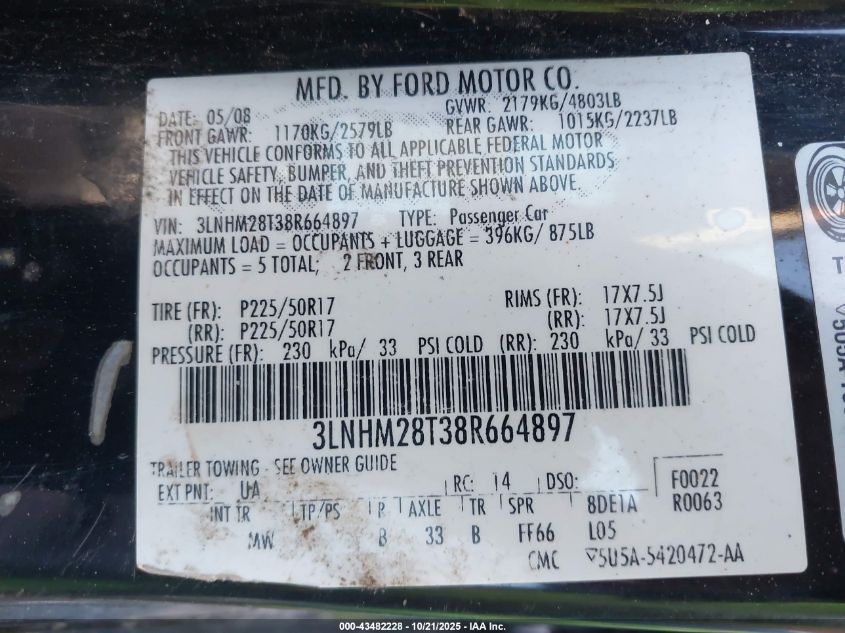 MFD. BY FORD MOTOR CO.
DATE: 05/08 GVWR: 2179KG/4803LB
FRONT GAWR: 1170KG/2579LB REAR GAWR: 1015KG/2237LB
THIS VEHICLE CONFORMS TO ALL APPLICABLE FEDERAL MOTOR
VEHICLE SAFETY, BUMPER, AND THEFT PREVENTION STANDARDS
IN EFFECT ON THE DATE OF MANUFACTURE SHOWN ABOVE.
VIN: 3LNHM28T38R664897 TYPE: Passenger Car
MAXIMUM LOAD = OCCUPANTS + LUGGAGE = 396KG/ 875LB
OCCUPANTS = 5 TOTAL; 2 FRONT, 3 REAR
TIRE (FR): P225/50R17 RIMS (FR): 17X7.5J
(RR): P225/50R17 (RR): 17X7.5J
PRESSURE (FR): 230 kPa/ 33 PSI COLD (RR): 230 kPa/ 33 PSI COLD
3LNHM28T38R664897
TRAILER TOWING - SEE OWNER GUIDE
EXT PNT: UA RC: 14 DSO: F0022
INT TR TP/PS R AXLE TR SPR 8DE1A R0063
MW B 33 B FF66 L05
CMC 5U5A-5420472-AA
000-43482228 - 10/21/2025 - IAA Inc.